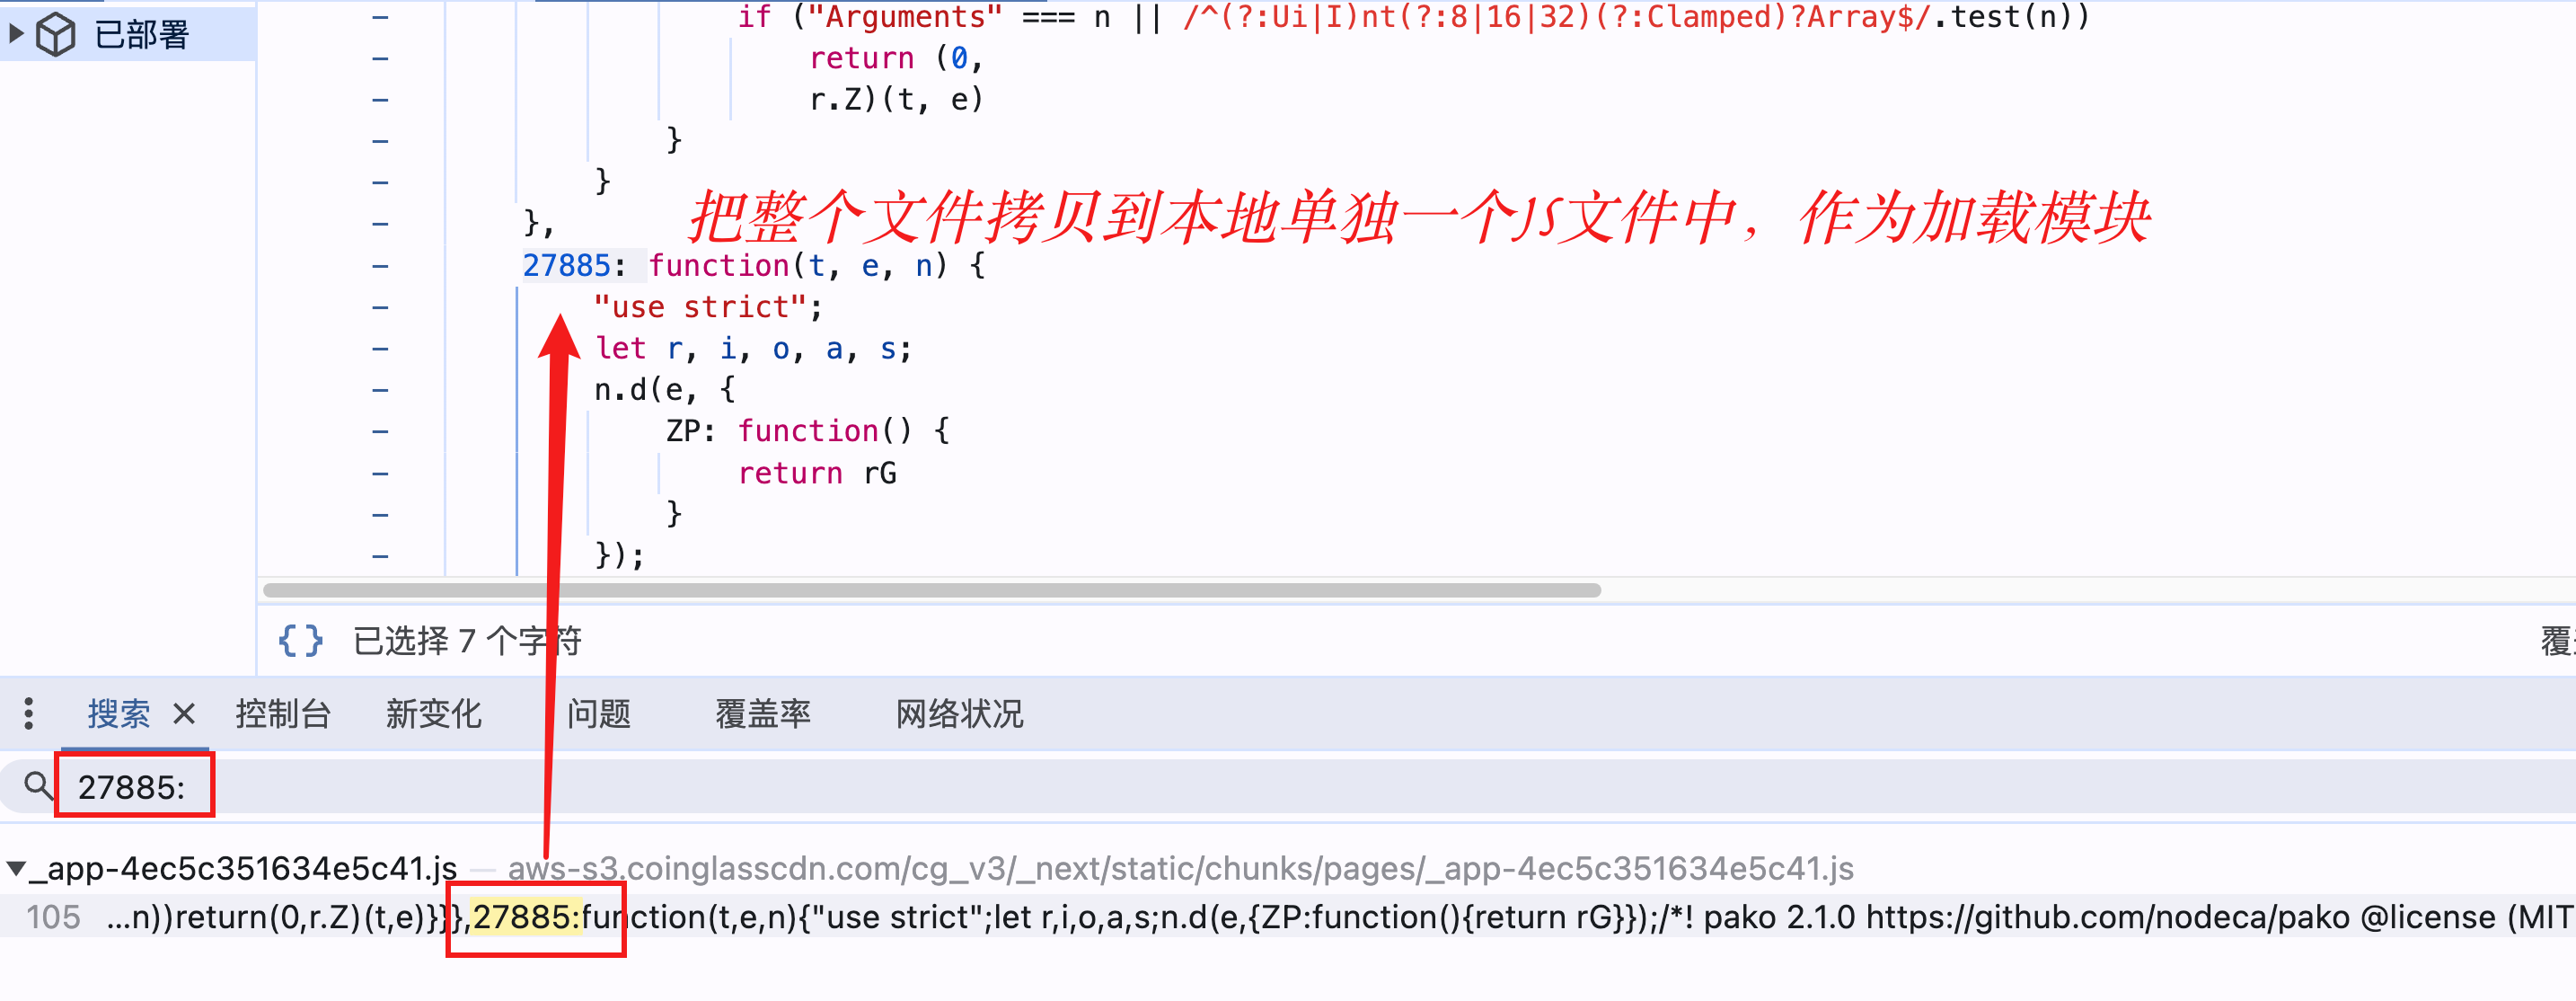 已部署
if ("Arguments" === n || /^(?:Ui|I)nt(?:8|16|32)(?:Clamped)?Array$/.test(n))
return (0,
r.Z)(t, e)
}
}
},
把整个文件拷贝到本地单独一个JS文件中，作为加载模块
27885: function(t, e, n) {
"use strict";
let r, i, o, a, s;
n.d(e, {
ZP: function() {
return rG
}
});
{} 已选择 7 个字符
搜索 × 控制台 新变化 问题 覆盖率 网络状况
27885:
_app-4ec5c351634e5c41.js — aws-s3.coinglasscdn.com/cg_v3/_next/static/chunks/pages/_app-4ec5c351634e5c41.js
105 …n))return(0,r.Z)(t,e)}}},27885:function(t,e,n){"use strict";let r,i,o,a,s;n.d(e,{ZP:function(){return rG}});/*! pako 2.1.0 https://github.com/nodeca/pako @license (MIT